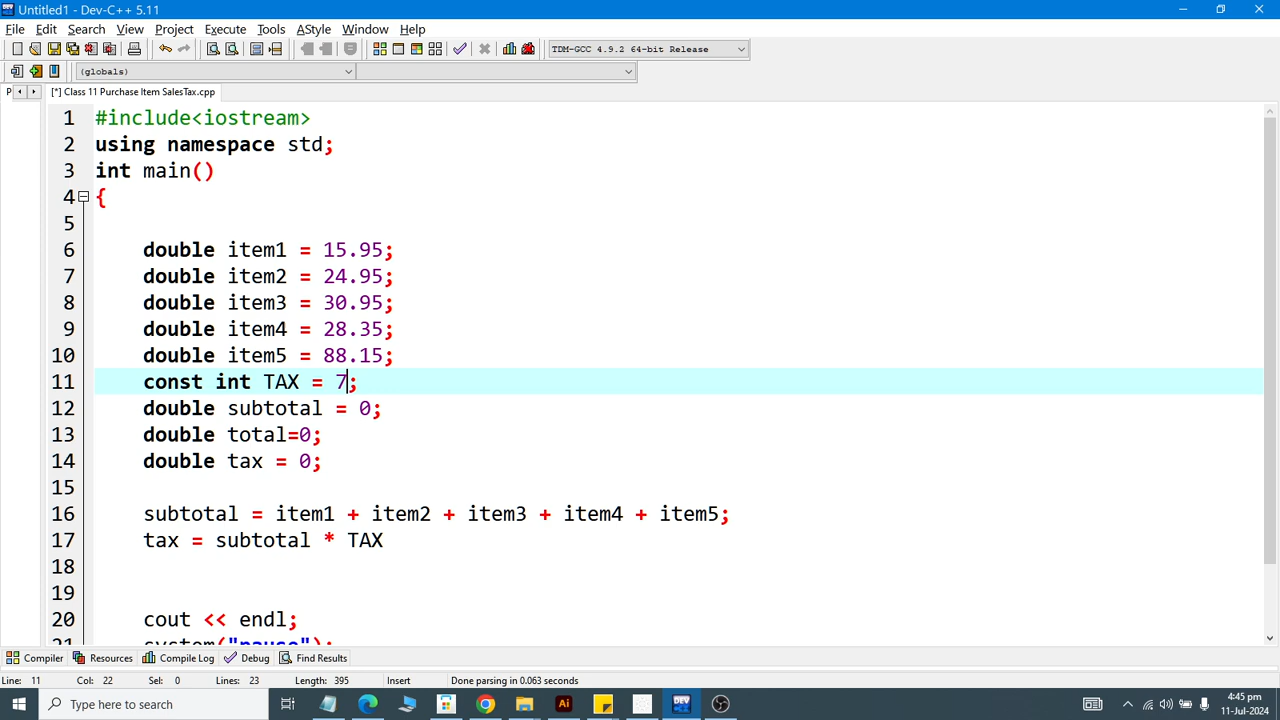 Untitled1 - Dev-C++ 5.11
File Edit Search View Project Execute Tools AStyle Window Help
TDM-GCC 4.9.2 64-bit Release
(globals)
P [*] Class 11 Purchase Item SalesTax.cpp
1 #include<iostream>
2 using namespace std;
3 int main()
4 {
5
6 double item1 = 15.95;
7 double item2 = 24.95;
8 double item3 = 30.95;
9 double item4 = 28.35;
10 double item5 = 88.15;
11 const int TAX = 7;
12 double subtotal = 0;
13 double total=0;
14 double tax = 0;
15
16 subtotal = item1 + item2 + item3 + item4 + item5;
17 tax = subtotal * TAX
18
19
20 cout << endl;
21 system("pause");
Compiler Resources Compile Log Debug Find Results
Line: 11 Col: 22 Sel: 0 Lines: 23 Length: 395 Insert Done parsing in 0.063 seconds
Type here to search
Ai
DEV
4:45 pm
11-Jul-2024